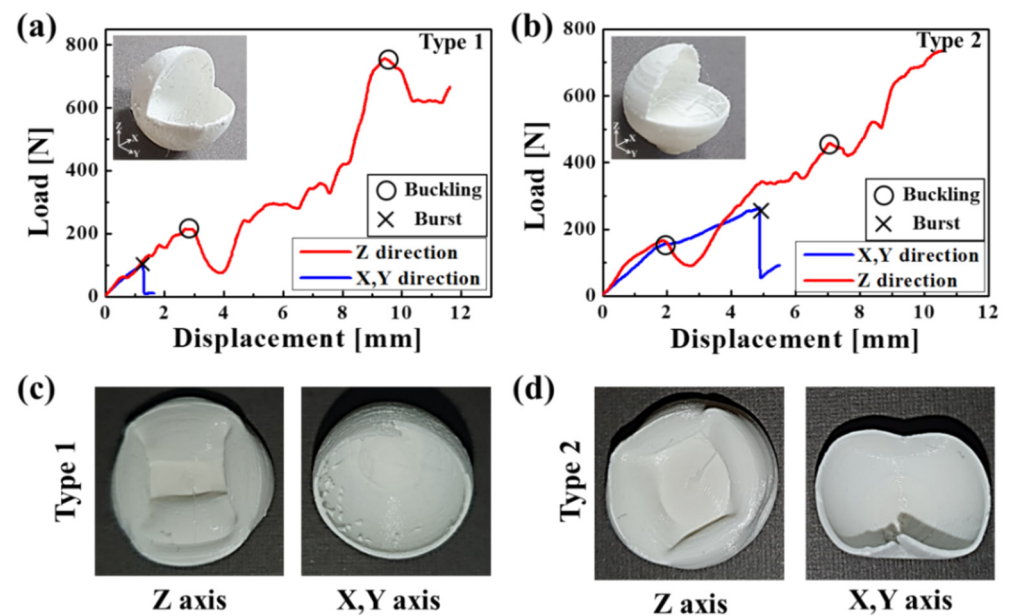 (a)
800
600
400
200
0
0 2 4 6 8 10 12
Load [N]
Displacement [mm]
Type 1
Z
X
Y
Buckling
Burst
Z direction
X,Y direction
(b)
800
600
400
200
0
0 2 4 6 8 10 12
Load [N]
Displacement [mm]
Type 2
Z
X
Y
Buckling
Burst
X,Y direction
Z direction
(c)
Type 1
Z axis
X,Y axis
(d)
Type 2
Z axis
X,Y axis